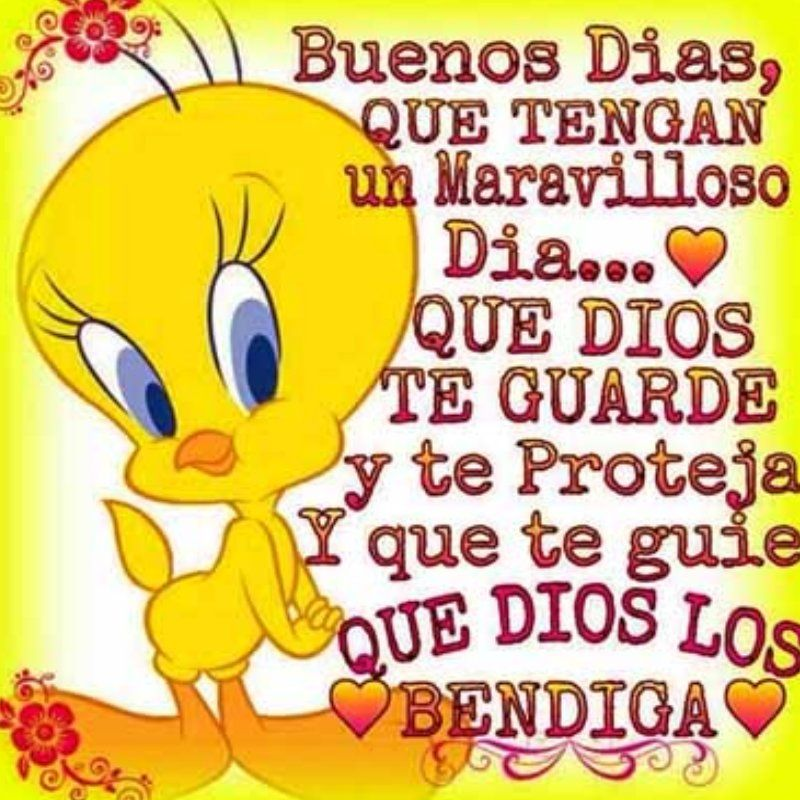 Buenos Dias,
QUE TENGAN
un Maravilloso
Dia...
QUE DIOS
TE GUARDE
y te Proteja
Y que te guie
QUE DIOS LOS
BENDIGA